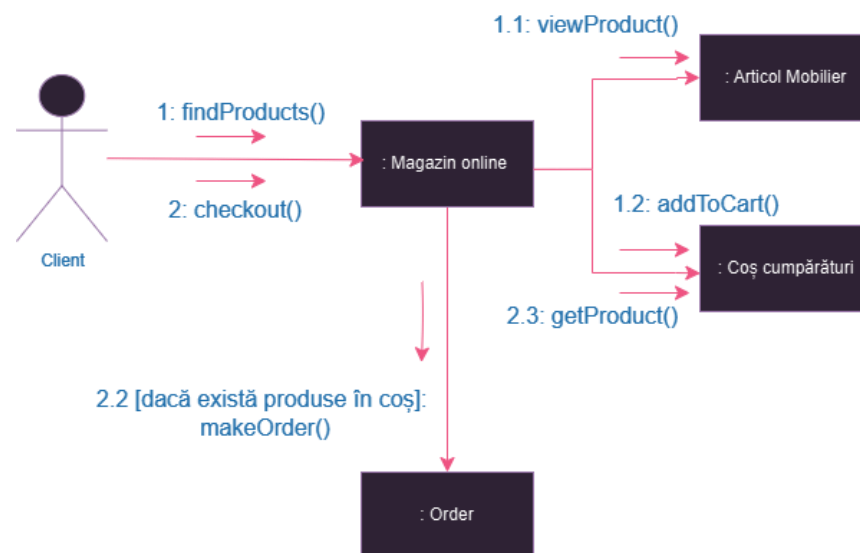 1.1: viewProduct()
: Articol Mobilier
1: findProducts()
: Magazin online
2: checkout()
1.2: addToCart()
Client
: Coș cumpărături
2.3: getProduct()
2.2 [dacă există produse în coș]:
makeOrder()
: Order